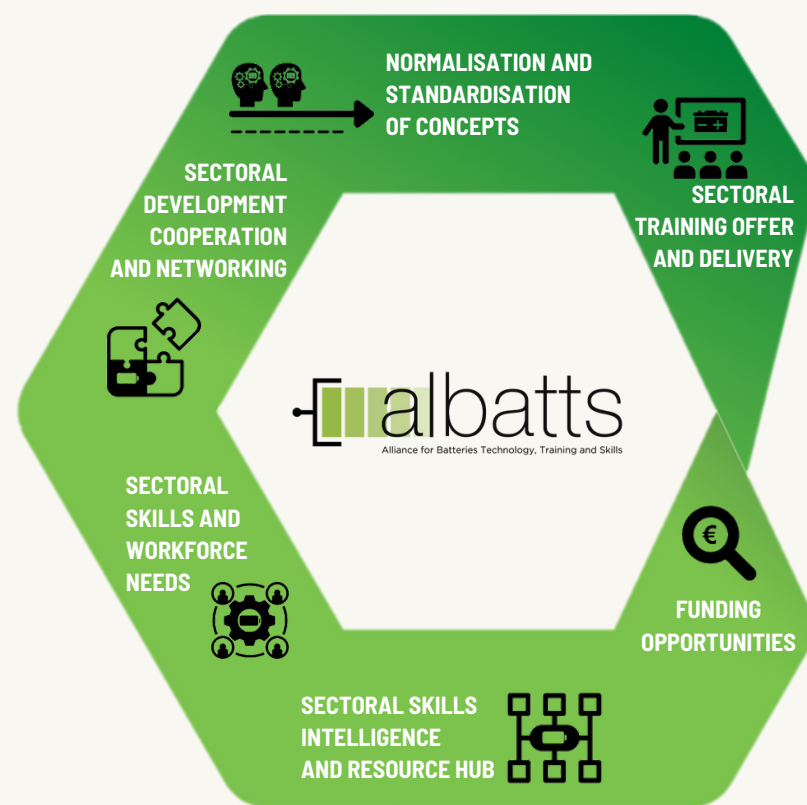 NORMALISATION AND
STANDARDISATION
OF CONCEPTS
SECTORAL
TRAINING OFFER
AND DELIVERY
SECTORAL
DEVELOPMENT
COOPERATION
AND NETWORKING
albatts
Alliance for Batteries Technology, Training and Skills
SECTORAL
SKILLS AND
WORKFORCE
NEEDS
€
FUNDING
OPPORTUNITIES
SECTORAL SKILLS
INTELLIGENCE
AND RESOURCE HUB